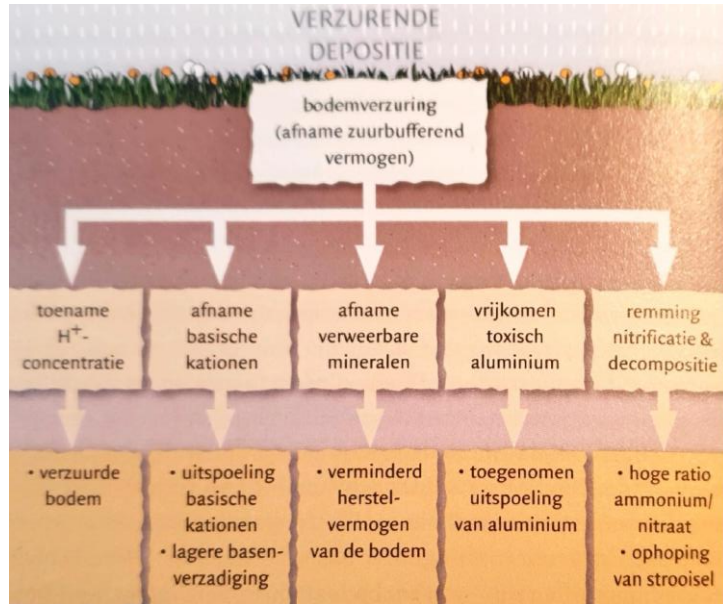 VERZURENDE
DEPOSITIE
bodemverzuring
(afname zuurbufferend
vermogen)
toename
H⁺-
concentratie
afname
basische
kationen
afname
verweerbare
mineralen
vrijkomen
toxisch
aluminium
remming
nitrificatie &
decompositie
• verzuurde
bodem
• uitspoeling
basische
kationen
• lagere basen-
verzadiging
• verminderd
herstel-
vermogen
van de bodem
• toegenomen
uitspoeling
van aluminium
• hoge ratio
ammonium/
nitraat
• ophoping
van strooisel